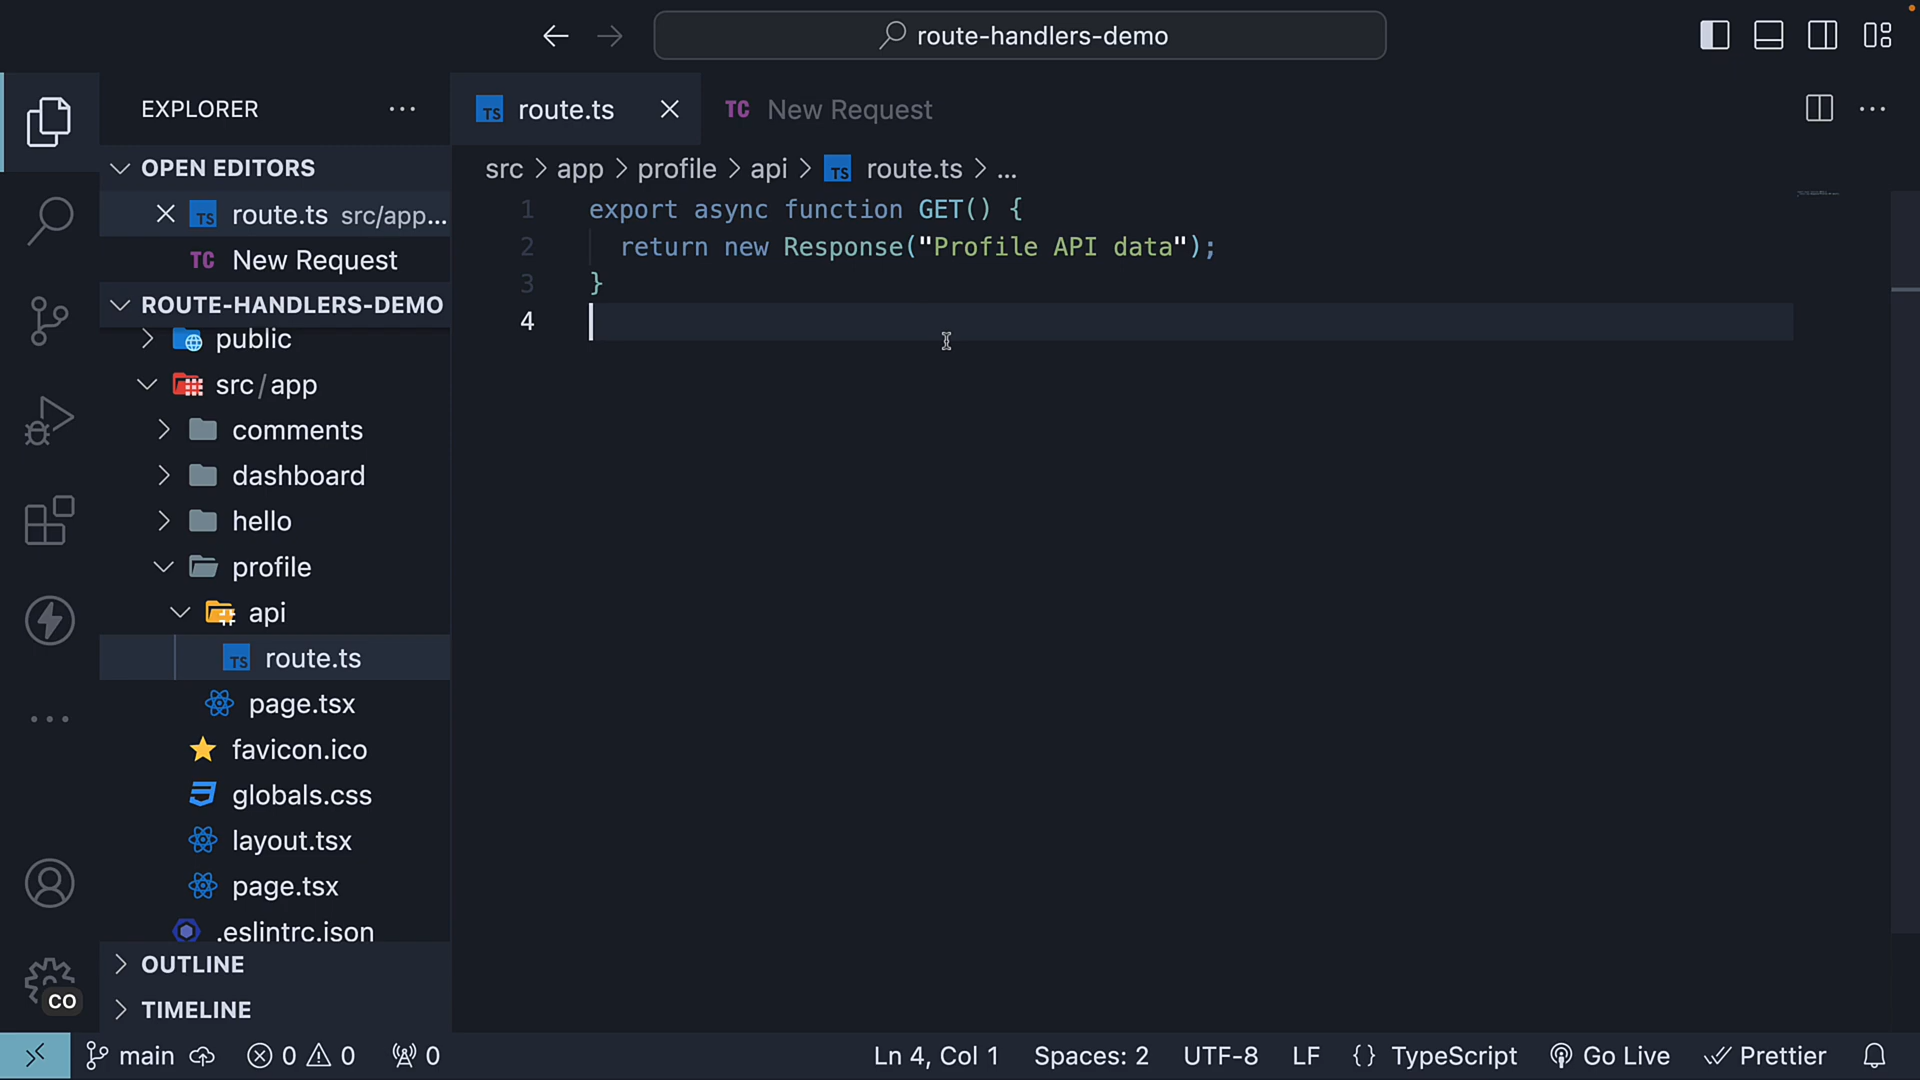 route-handlers-demo
EXPLORER
TS route.ts
TC New Request
OPEN EDITORS
TS route.ts src/app...
TC New Request
ROUTE-HANDLERS-DEMO
public
src/app
comments
dashboard
hello
profile
api
TS route.ts
page.tsx
favicon.ico
globals.css
layout.tsx
page.tsx
.eslintrc.json
OUTLINE
TIMELINE
src > app > profile > api > TS route.ts > ...
1 export async function GET() {
2 return new Response("Profile API data");
3 }
4
CO
main 0 0 0 Ln 4, Col 1 Spaces: 2 UTF-8 LF {} TypeScript Go Live Prettier